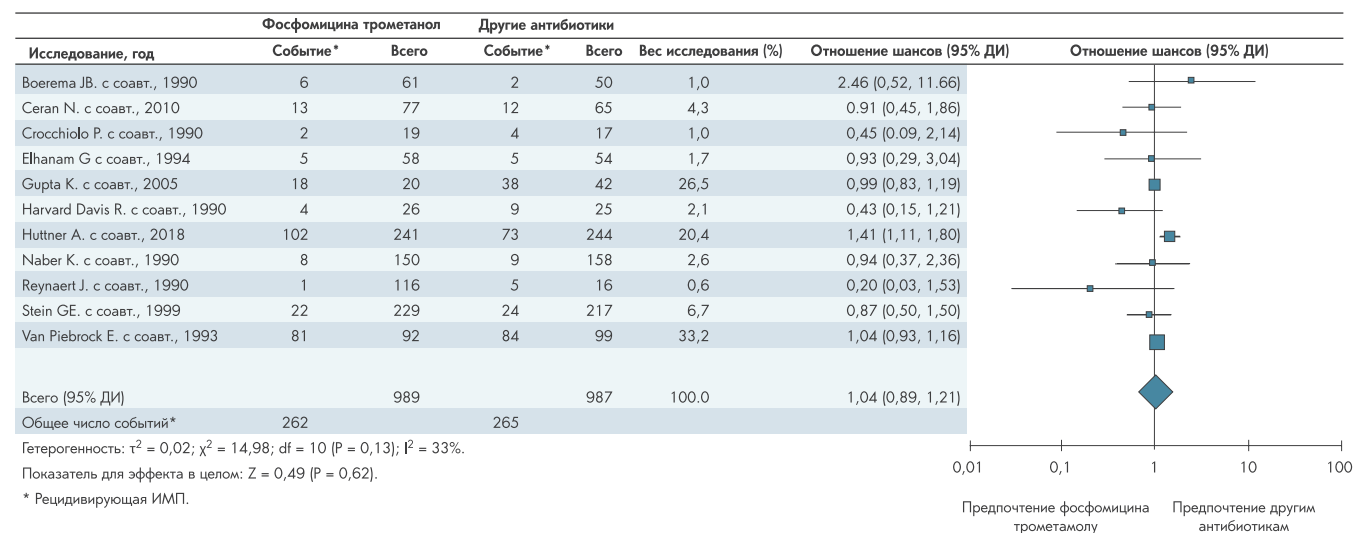 Фосфомицина трометанол Другие антибиотики
Исследование, год Событие* Всего Событие* Всего Вес исследования (%) Отношение шансов (95% ДИ) Отношение шансов (95% ДИ)
Boerema JB. с соавт., 1990 6 61 2 50 1,0 2.46 (0,52, 11.66)
Ceran N. с соавт., 2010 13 77 12 65 4,3 0.91 (0,45, 1,86)
Crocchiolo P. с соавт., 1990 2 19 4 17 1,0 0,45 (0.09, 2,14)
Elhanam G с соавт., 1994 5 58 5 54 1,7 0,93 (0,29, 3,04)
Gupta K. с соавт., 2005 18 20 38 42 26,5 0,99 (0,83, 1,19)
Harvard Davis R. с соавт., 1990 4 26 9 25 2,1 0,43 (0,15, 1,21)
Huttner A. с соавт., 2018 102 241 73 244 20,4 1,41 (1,11, 1,80)
Naber K. с соавт., 1990 8 150 9 158 2,6 0,94 (0,37, 2,36)
Reynaert J. с соавт., 1990 1 116 5 16 0,6 0,20 (0,03, 1,53)
Stein GE. с соавт., 1999 22 229 24 217 6,7 0,87 (0,50, 1,50)
Van Piebrock E. с соавт., 1993 81 92 84 99 33,2 1,04 (0,93, 1,16)
Всего (95% ДИ) 989 987 100.0 1,04 (0,89, 1,21)
Общее число событий* 262 265
Гетерогенность: τ² = 0,02; χ² = 14,98; df = 10 (P = 0,13); I² = 33%.
Показатель для эффекта в целом: Z = 0,49 (P = 0,62).
* Рецидивирующая ИМП.
0,01 0,1 1 10 100
Предпочтение фосфомицина Предпочтение другим
трометамолу антибиотикам